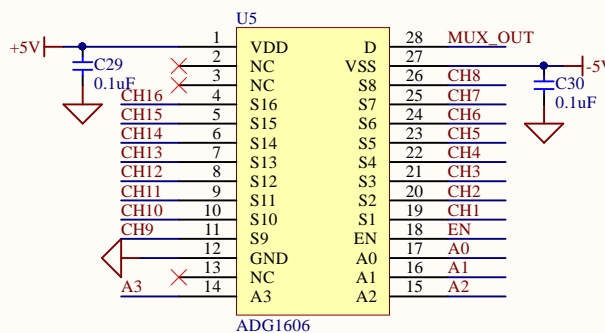 U5
+5V 1 VDD D 28 MUX_OUT
2 NC VSS 27 -5V
C29 3 NC S8 26 CH8 C30
0.1uF 0.1uF
CH16 4 S16 S7 25 CH7
CH15 5 S15 S6 24 CH6
CH14 6 S14 S5 23 CH5
CH13 7 S13 S4 22 CH4
CH12 8 S12 S3 21 CH3
CH11 9 S11 S2 20 CH2
CH10 10 S10 S1 19 CH1
CH9 11 S9 EN 18 EN
12 GND A0 17 A0
13 NC A1 16 A1
A3 14 A3 A2 15 A2
ADG1606